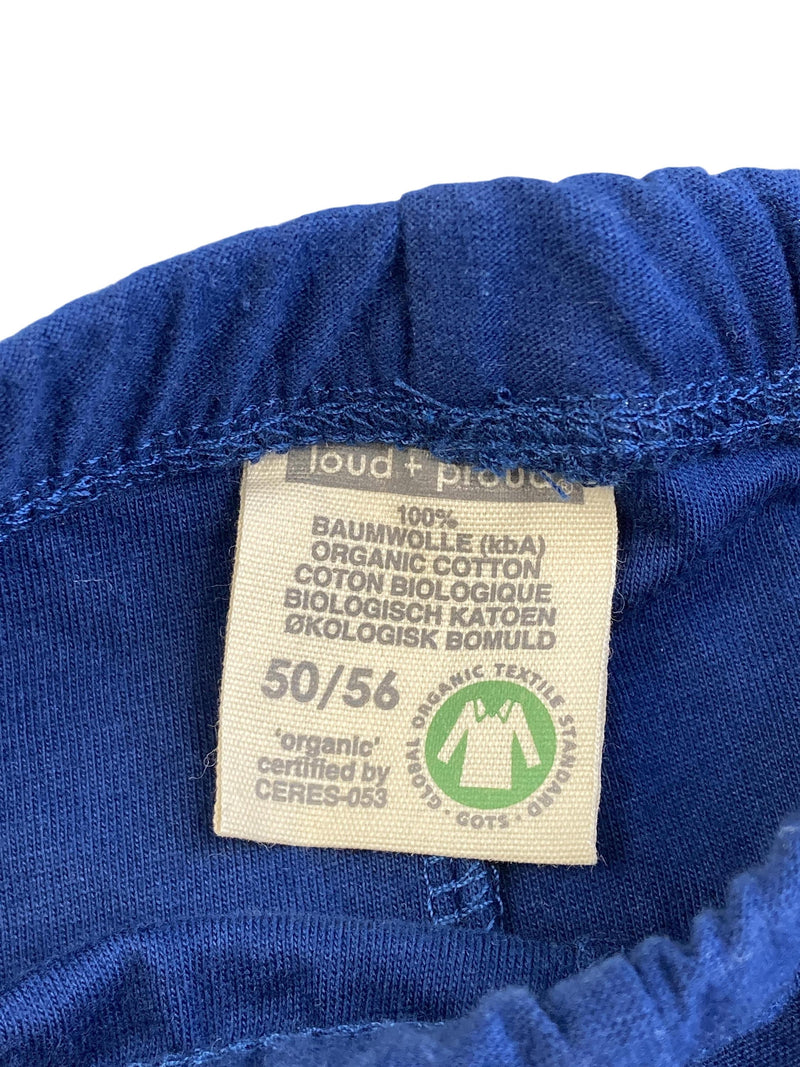 loud + proud®
100%
BAUMWOLLE (kbA)
ORGANIC COTTON
COTON BIOLOGIQUE
BIOLOGISCH KATOEN
ØKOLOGISK BOMULD
50/56
'organic'
certified by
CERES-053
GLOBAL ORGANIC TEXTILE STANDARD
· GOTS ·